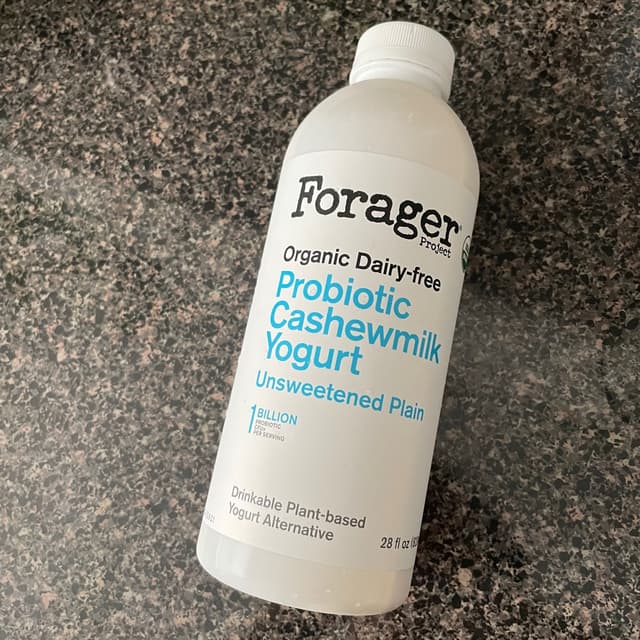 Forager
Project
Organic Dairy-free
Probiotic
Cashewmilk
Yogurt
Unsweetened Plain
1 BILLION
PROBIOTIC
CFUs
PER SERVING
Drinkable Plant-based
Yogurt Alternative
28 fl oz